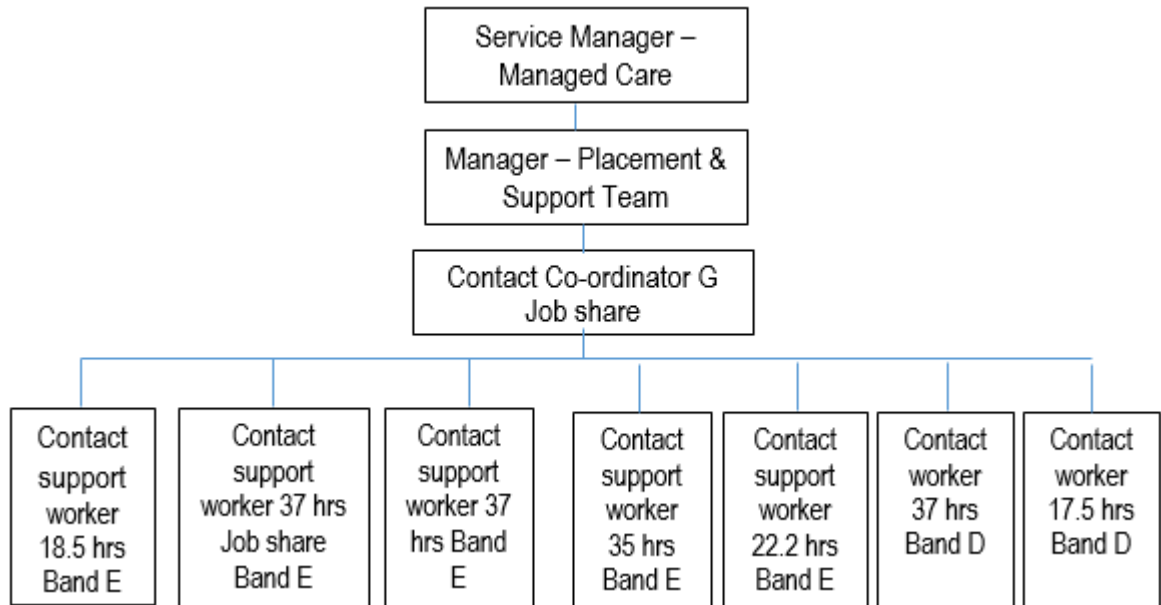 Service Manager –
Managed Care
Manager – Placement &
Support Team
Contact Co-ordinator G
Job share
Contact
support
worker
18.5 hrs
Band E
Contact
support
worker 37 hrs
Job share
Band E
Contact
support
worker 37
hrs Band
E
Contact
support
worker
35 hrs
Band E
Contact
support
worker
22.2 hrs
Band E
Contact
worker
37 hrs
Band D
Contact
worker
17.5 hrs
Band D